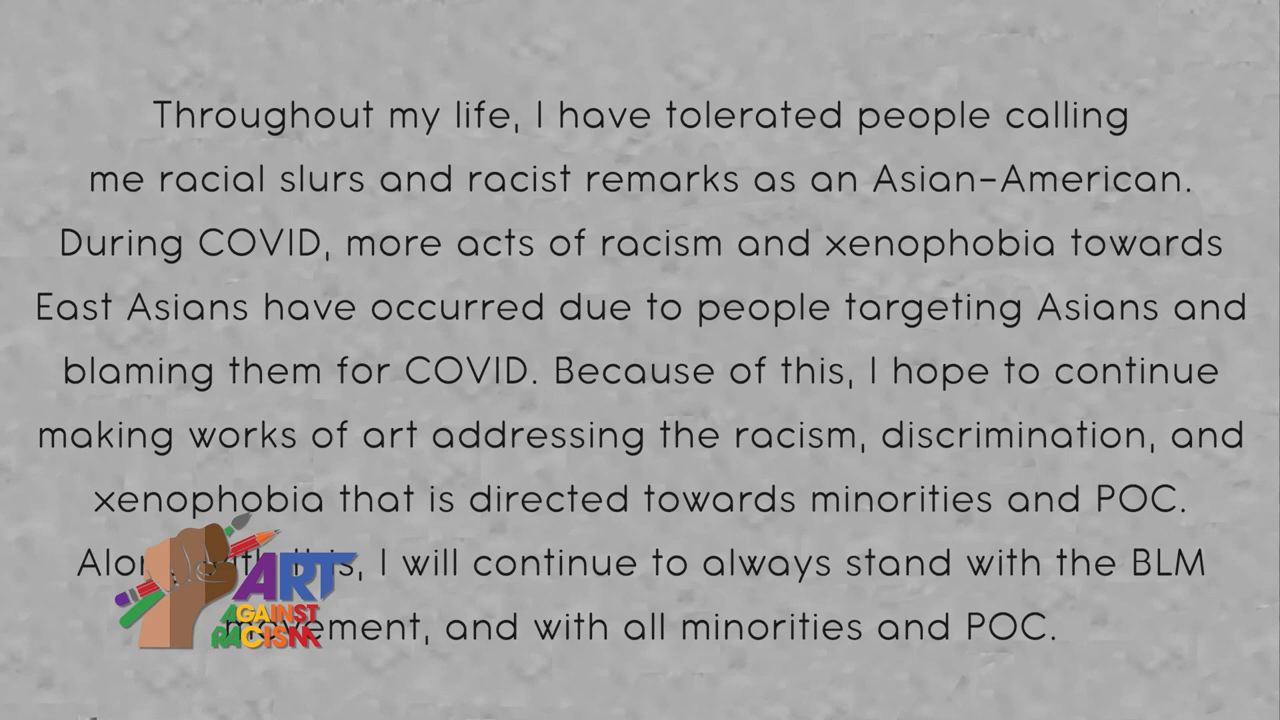 Throughout my life, I have tolerated people calling
me racial slurs and racist remarks as an Asian-American.
During COVID, more acts of racism and xenophobia towards
East Asians have occurred due to people targeting Asians and
blaming them for COVID. Because of this, I hope to continue
making works of art addressing the racism, discrimination, and
xenophobia that is directed towards minorities and POC.
Along with this, I will continue to always stand with the BLM
movement, and with all minorities and POC.
ART
AGAINST
RACISM